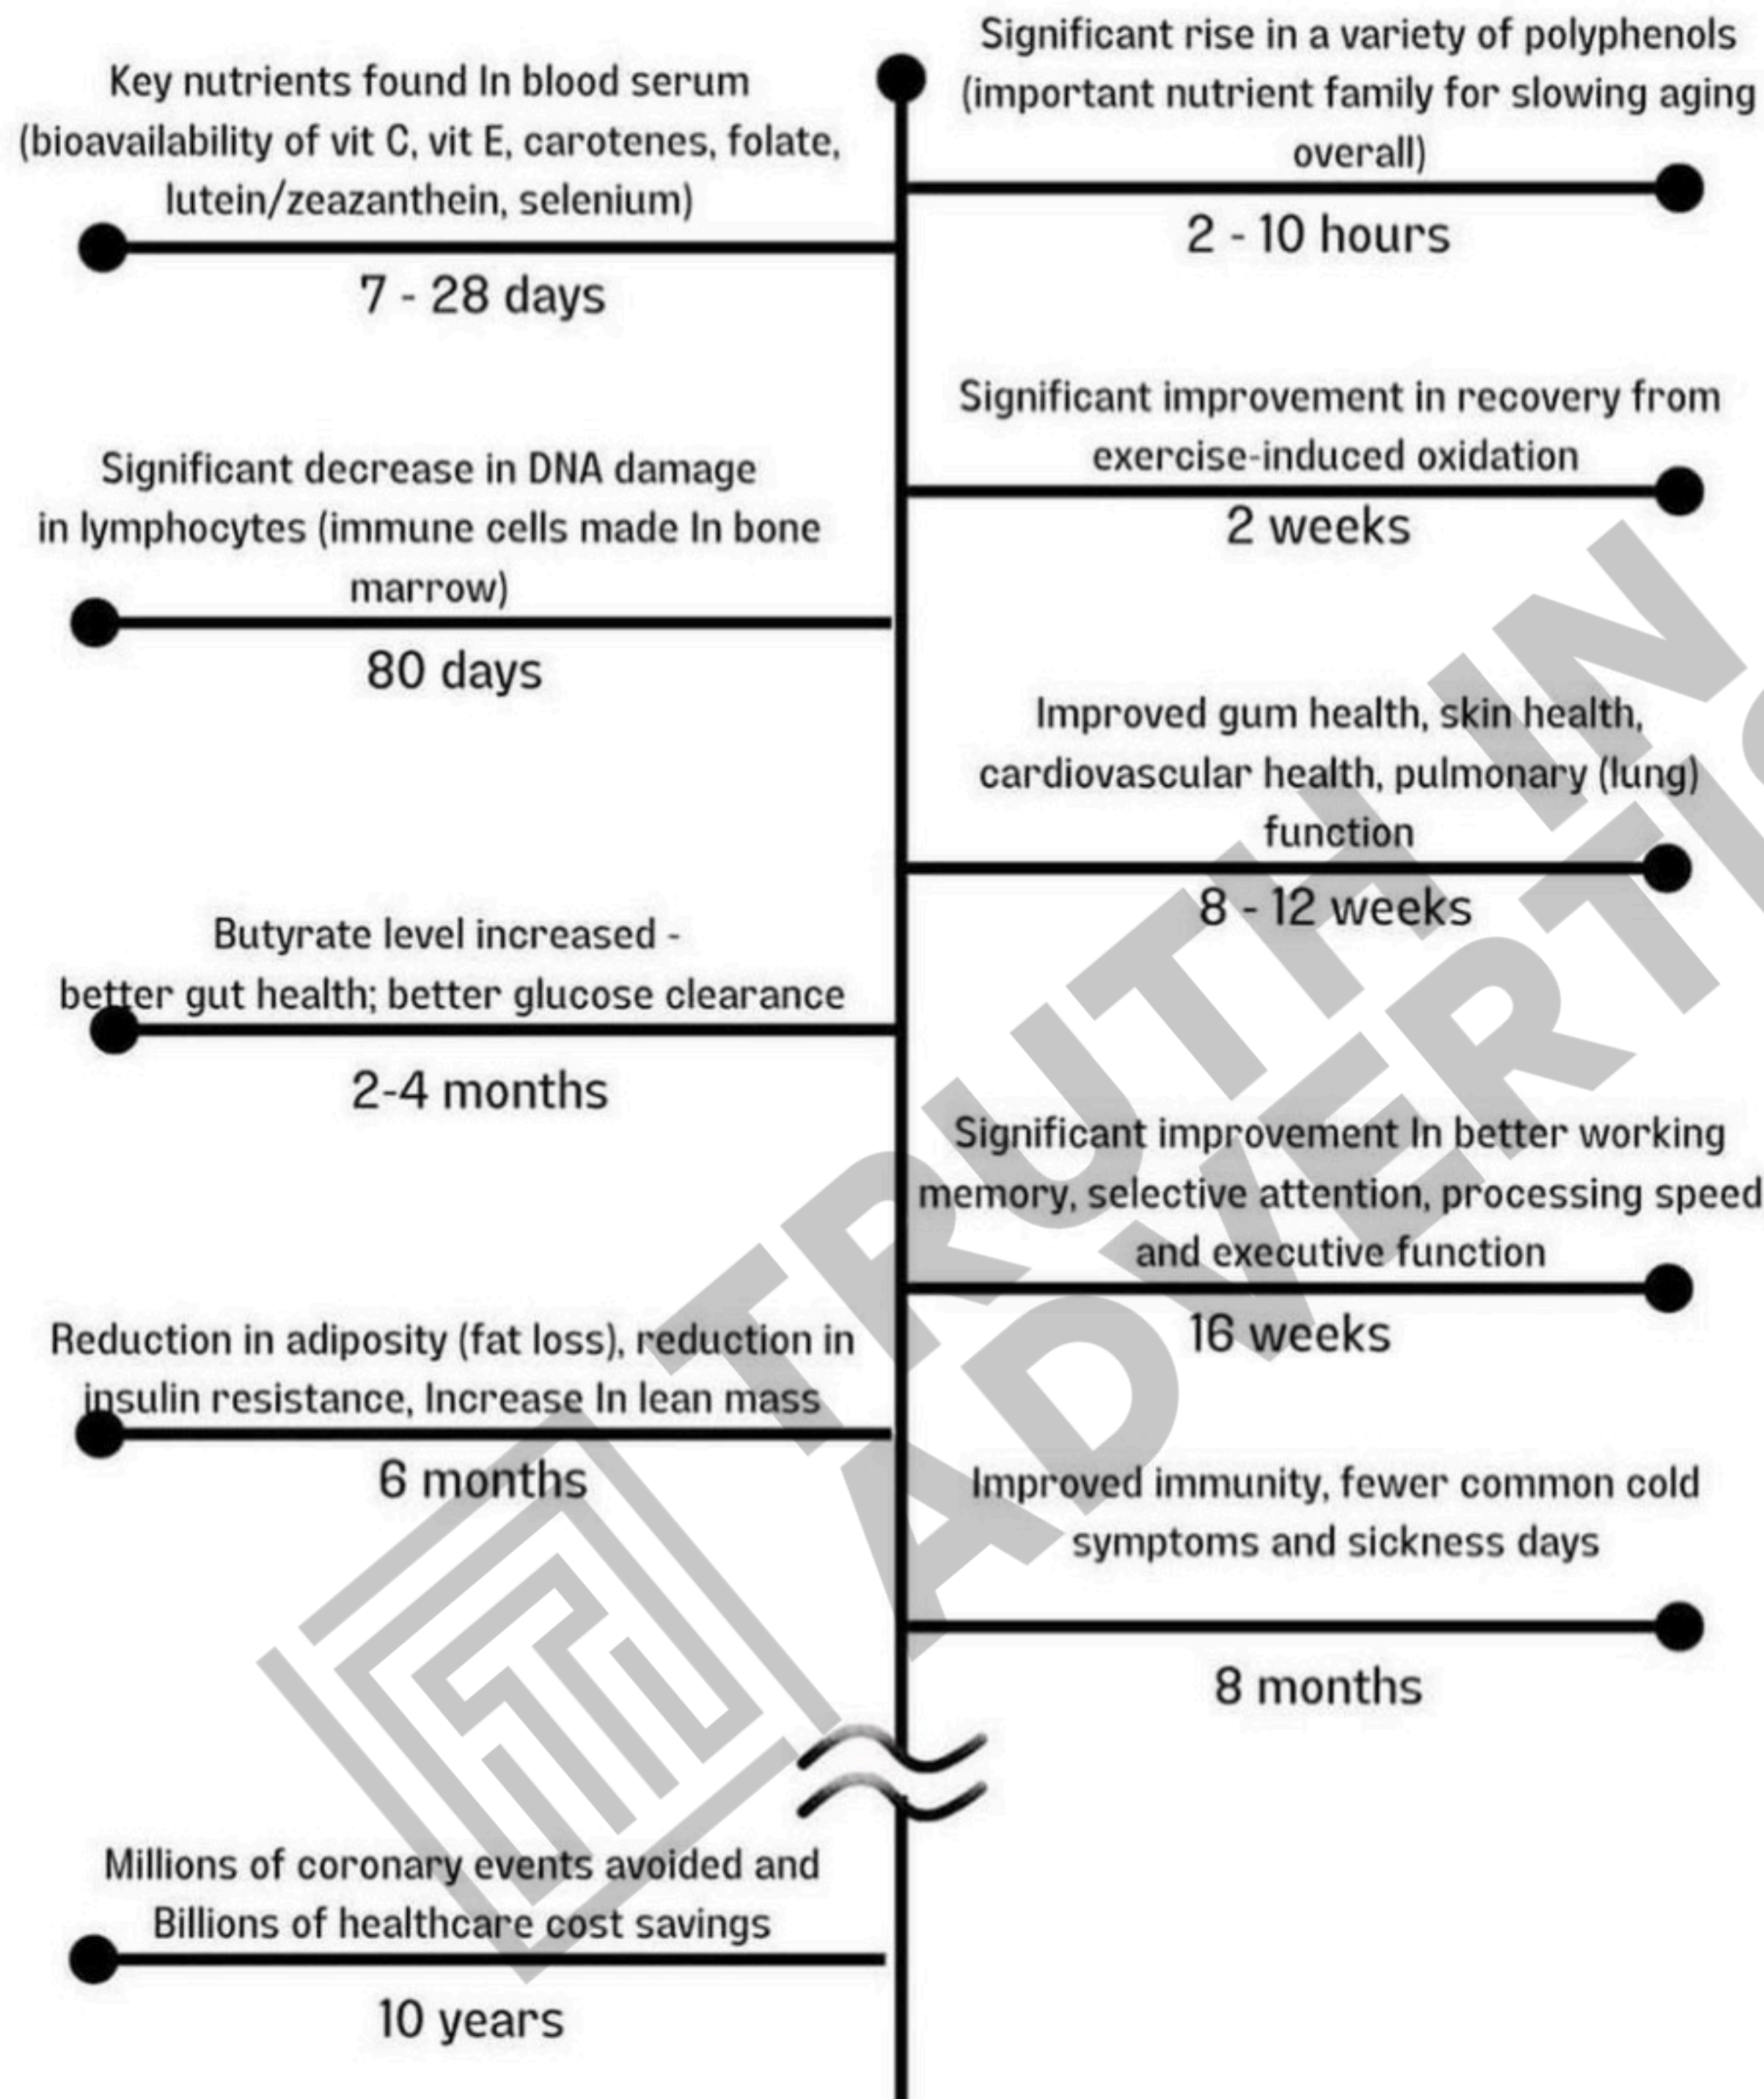 Significant rise in a variety of polyphenols
(important nutrient family for slowing aging
overall)
2 - 10 hours
Key nutrients found In blood serum
(bioavailability of vit C, vit E, carotenes, folate,
lutein/zeazanthein, selenium)
7 - 28 days
Significant improvement in recovery from
exercise-induced oxidation
2 weeks
Significant decrease in DNA damage
in lymphocytes (immune cells made In bone
marrow)
80 days
Improved gum health, skin health,
cardiovascular health, pulmonary (lung)
function
8 - 12 weeks
Butyrate level increased -
better gut health; better glucose clearance
2-4 months
Significant improvement In better working
memory, selective attention, processing speed
and executive function
16 weeks
Reduction in adiposity (fat loss), reduction in
insulin resistance, Increase In lean mass
6 months
Improved immunity, fewer common cold
symptoms and sickness days
8 months
Millions of coronary events avoided and
Billions of healthcare cost savings
10 years
TRUTH IN
ADVERTI